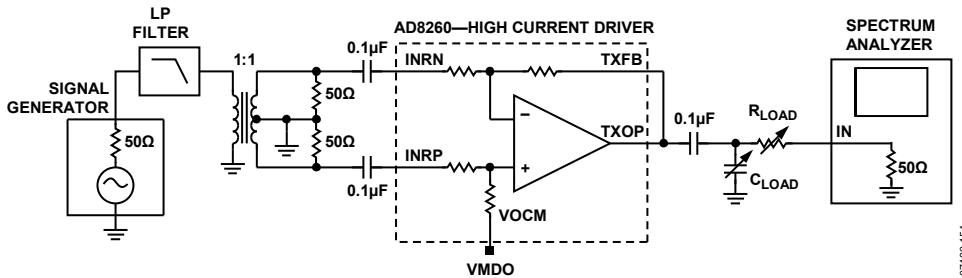 LP
FILTER
AD8260—HIGH CURRENT DRIVER
SPECTRUM
ANALYZER
0.1µF
INRN
TXFB
1:1
SIGNAL
GENERATOR
50Ω
50Ω
50Ω
TXOP
0.1µF
RLOAD
IN
50Ω
INRP
0.1µF
CLOAD
VOCM
VMDO